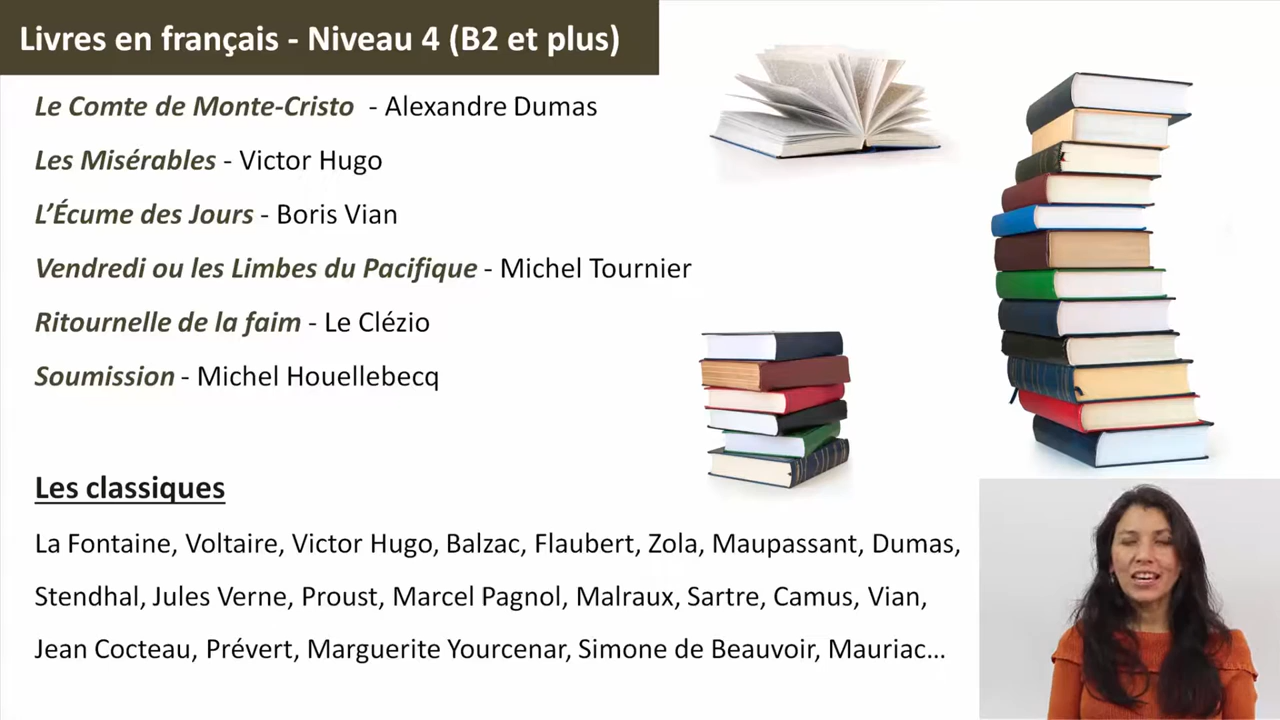 Livres en français - Niveau 4 (B2 et plus)
Le Comte de Monte-Cristo - Alexandre Dumas
Les Misérables - Victor Hugo
L’Écume des Jours - Boris Vian
Vendredi ou les Limbes du Pacifique - Michel Tournier
Ritournelle de la faim - Le Clézio
Soumission - Michel Houellebecq
Les classiques
La Fontaine, Voltaire, Victor Hugo, Balzac, Flaubert, Zola, Maupassant, Dumas,
Stendhal, Jules Verne, Proust, Marcel Pagnol, Malraux, Sartre, Camus, Vian,
Jean Cocteau, Prévert, Marguerite Yourcenar, Simone de Beauvoir, Mauriac...